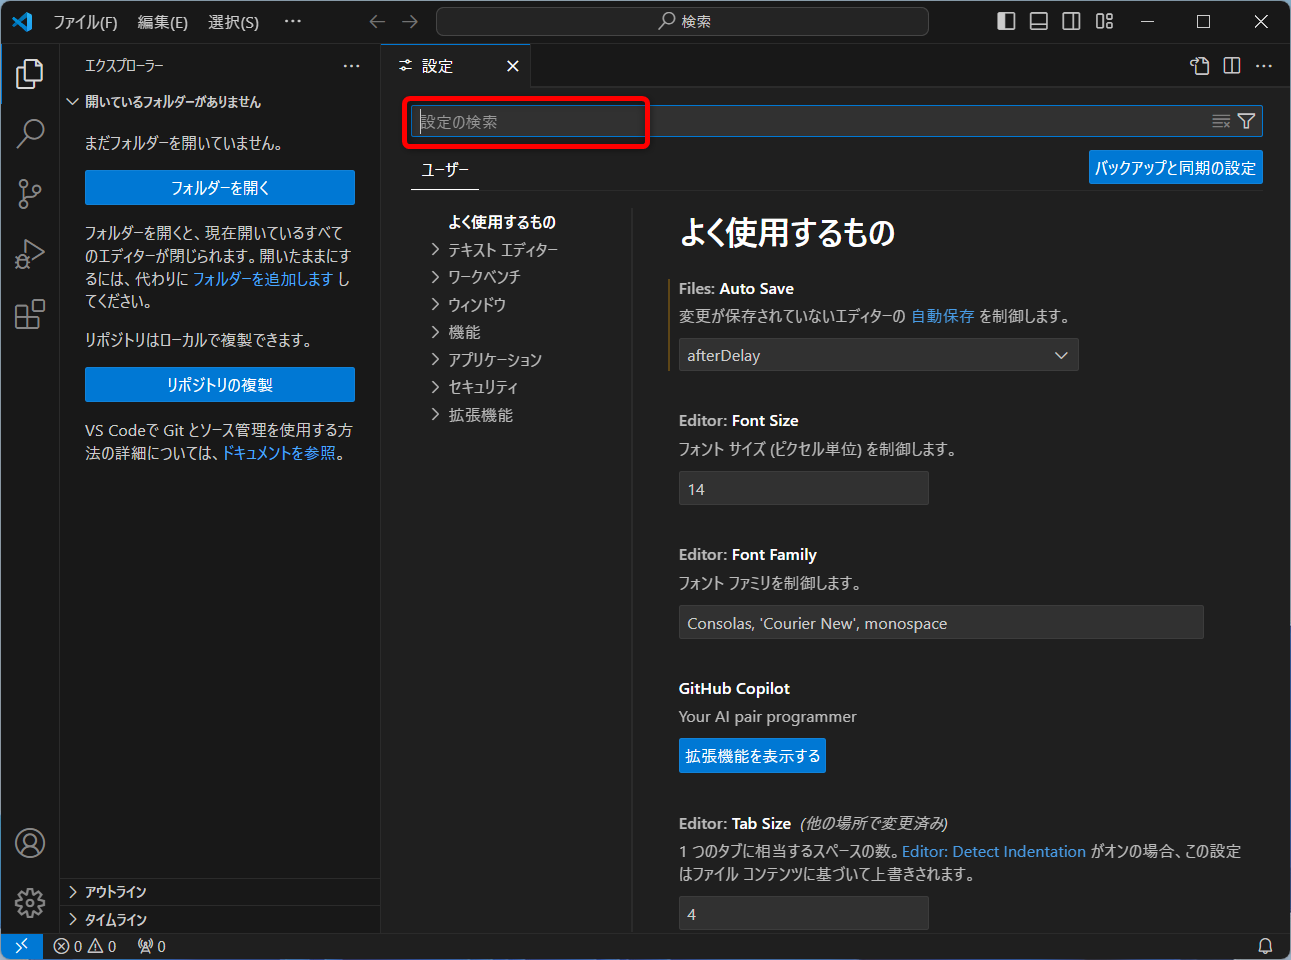 ファイル(F) 編集(E) 選択(S) ···
検索
エクスプローラー
開いているフォルダーがありません
まだフォルダーを開いていません。
フォルダーを開く
フォルダーを開くと、現在開いているすべて
のエディターが閉じられます。開いたままにす
るには、代わりに フォルダーを追加します し
てください。
リポジトリはローカルで複製できます。
リポジトリの複製
VS Codeで Git とソース管理を使用する方
法の詳細については、ドキュメントを参照。
アウトライン
タイムライン
設定
設定の検索
ユーザー
バックアップと同期の設定
よく使用するもの
テキスト エディター
ワークベンチ
ウィンドウ
機能
アプリケーション
セキュリティ
拡張機能
よく使用するもの
Files: Auto Save
変更が保存されていないエディターの 自動保存 を制御します。
afterDelay
Editor: Font Size
フォント サイズ (ピクセル単位) を制御します。
14
Editor: Font Family
フォント ファミリを制御します。
Consolas, 'Courier New', monospace
GitHub Copilot
Your AI pair programmer
拡張機能を表示する
Editor: Tab Size (他の場所で変更済み)
1 つのタブに相当するスペースの数。Editor: Detect Indentation がオンの場合、この設定
はファイル コンテンツに基づいて上書きされます。
4
0 0 0